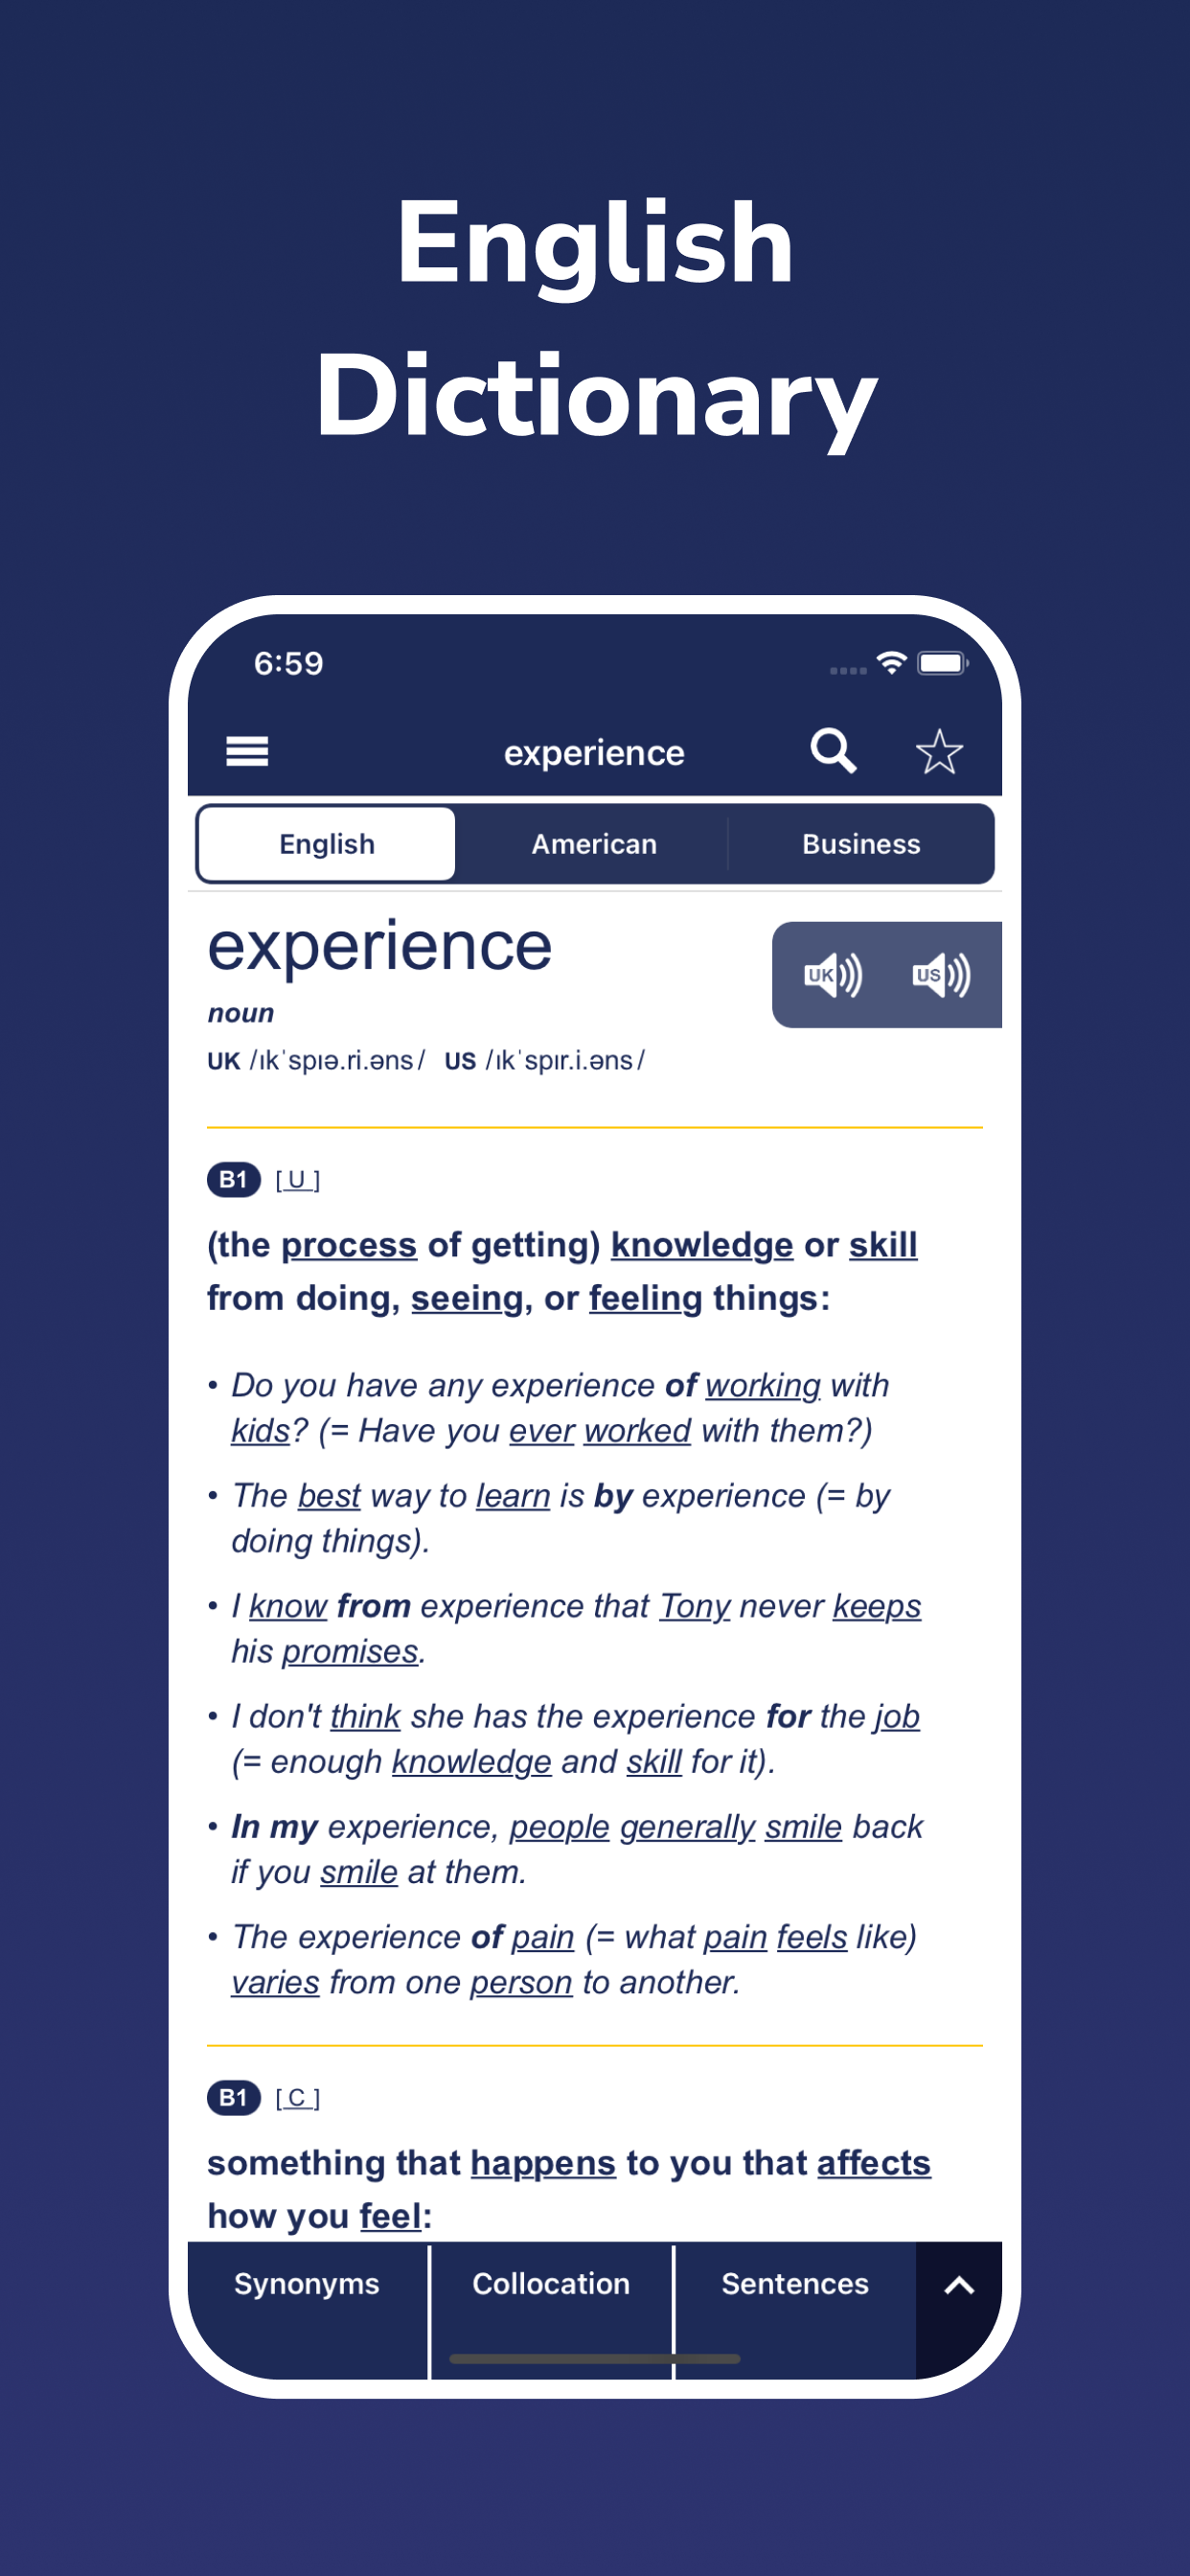 English
Dictionary
6:59
experience
English American Business
experience
UK US
noun
UK /ɪkˈspɪə.ri.əns/ US /ɪkˈspɪr.i.əns/
B1 [ U ]
(the process of getting) knowledge or skill
from doing, seeing, or feeling things:
• Do you have any experience of working with
kids? (= Have you ever worked with them?)
• The best way to learn is by experience (= by
doing things).
• I know from experience that Tony never keeps
his promises.
• I don't think she has the experience for the job
(= enough knowledge and skill for it).
• In my experience, people generally smile back
if you smile at them.
• The experience of pain (= what pain feels like)
varies from one person to another.
B1 [ C ]
something that happens to you that affects
how you feel:
Synonyms Collocation Sentences